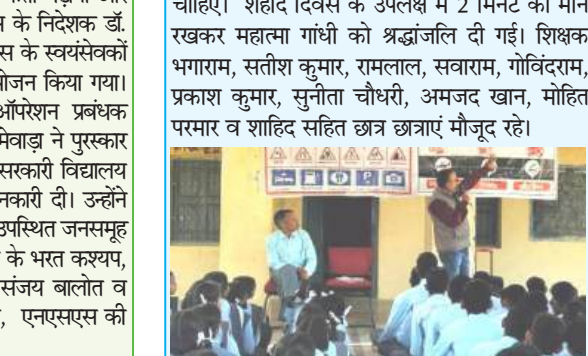 स के निदेशक डॉ.
स के स्वयंसेवकों
योजन किया गया।
ऑपरेशन प्रबंधक
मेवाड़ा ने पुरस्कार
सरकारी विद्यालय
नकारी दी। उन्होंने
उपस्थित जनसमूह
के भरत कश्यप,
संजय बालोत व
एनएसएस की
चाहिए। शहीद दिवस के उपलक्ष में 2 मिनट का मौन
रखकर महात्मा गांधी को श्रद्धांजलि दी गई। शिक्षक
भगाराम, सतीश कुमार, रामलाल, सवाराम, गोविंदराम,
प्रकाश कुमार, सुनीता चौधरी, अमजद खान, मोहित
परमार व शाहिद सहित छात्र छात्राएं मौजूद रहे।